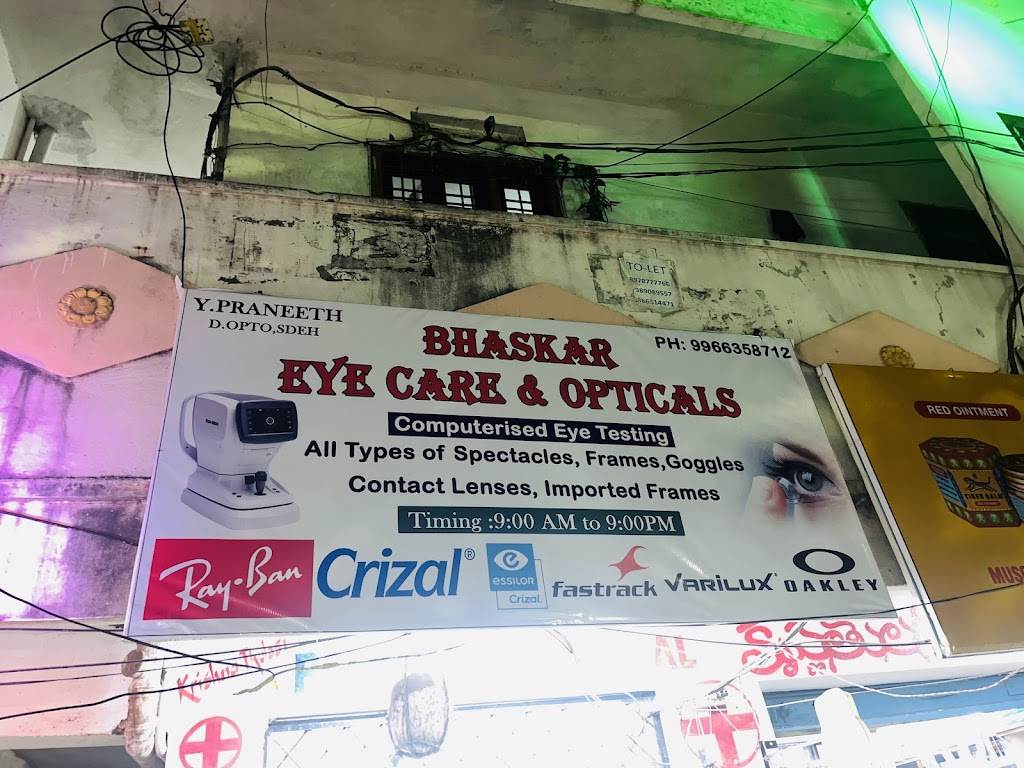 TO-LET
8978777768
Y.PRANEETH
D.OPTO,SDEH
BHASKAR
PH: 9966358712
EYE CARE & OPTICALS
Computerised Eye Testing
All Types of Spectacles, Frames,Goggles
Contact Lenses, Imported Frames
Timing :9:00 AM to 9:00PM
Ray-Ban
Crizal®
essilor
Crizal
fastrack
VARILUX®
OAKLEY
RED OINTMENT
TIGER BALM